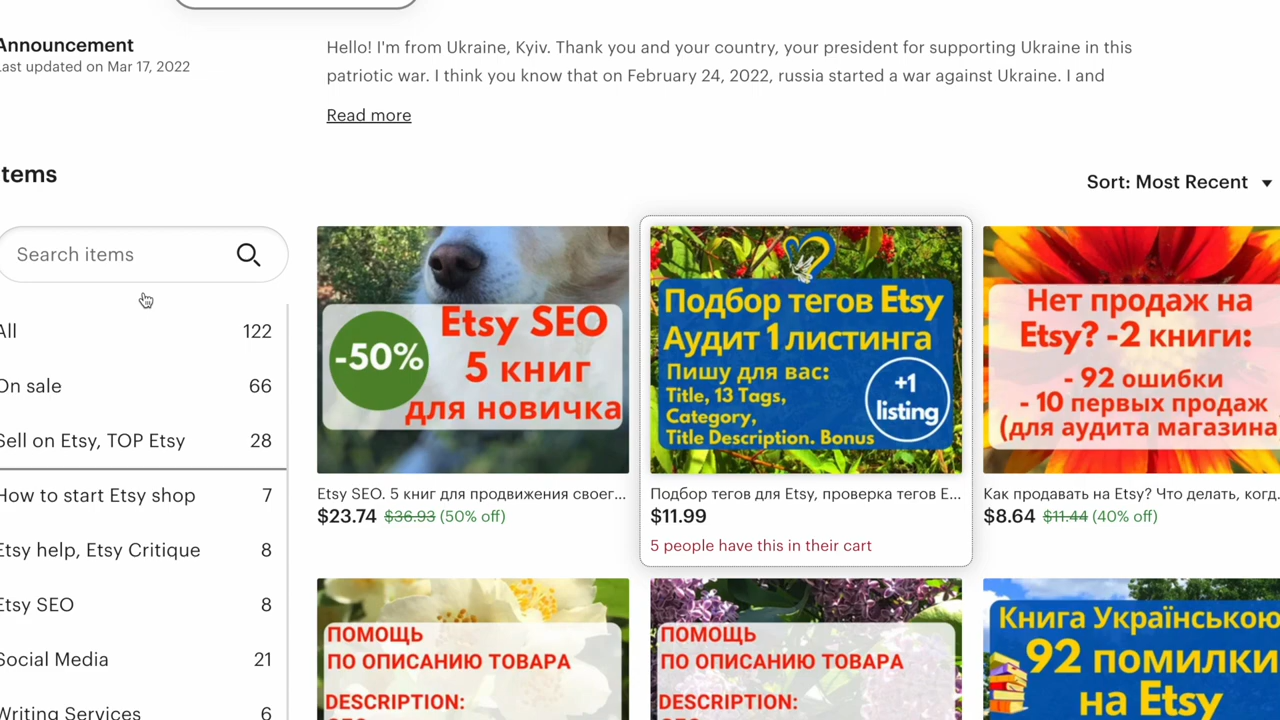 Announcement
Last updated on Mar 17, 2022
Hello! I'm from Ukraine, Kyiv. Thank you and your country, your president for supporting Ukraine in this
patriotic war. I think you know that on February 24, 2022, russia started a war against Ukraine. I and
Read more
tems
Sort: Most Recent
Search items
All 122
On sale 66
Sell on Etsy, TOP Etsy 28
How to start Etsy shop 7
Etsy help, Etsy Critique 8
Etsy SEO 8
Social Media 21
Writing Services 6
-50%
Etsy SEO
5 книг
для новичка
Etsy SEO. 5 книг для продвижения своег...
$23.74 $36.93 (50% off)
Подбор тегов Etsy
Аудит 1 листинга
Пишу для вас:
Title, 13 Tags,
Category,
Title Description. Bonus
+1
listing
Подбор тегов для Etsy, проверка тегов E...
$11.99
5 people have this in their cart
Нет продаж на
Etsy? -2 книги:
- 92 ошибки
- 10 первых продаж
(для аудита магазина
Как продавать на Etsy? Что делать, когд...
$8.64 $11.44 (40% off)
ПОМОЩЬ
ПО ОПИСАНИЮ ТОВАРА
DESCRIPTION:
ПОМОЩЬ
ПО ОПИСАНИЮ ТОВАРА
DESCRIPTION:
Книга Українською
92 помилки
на Etsy